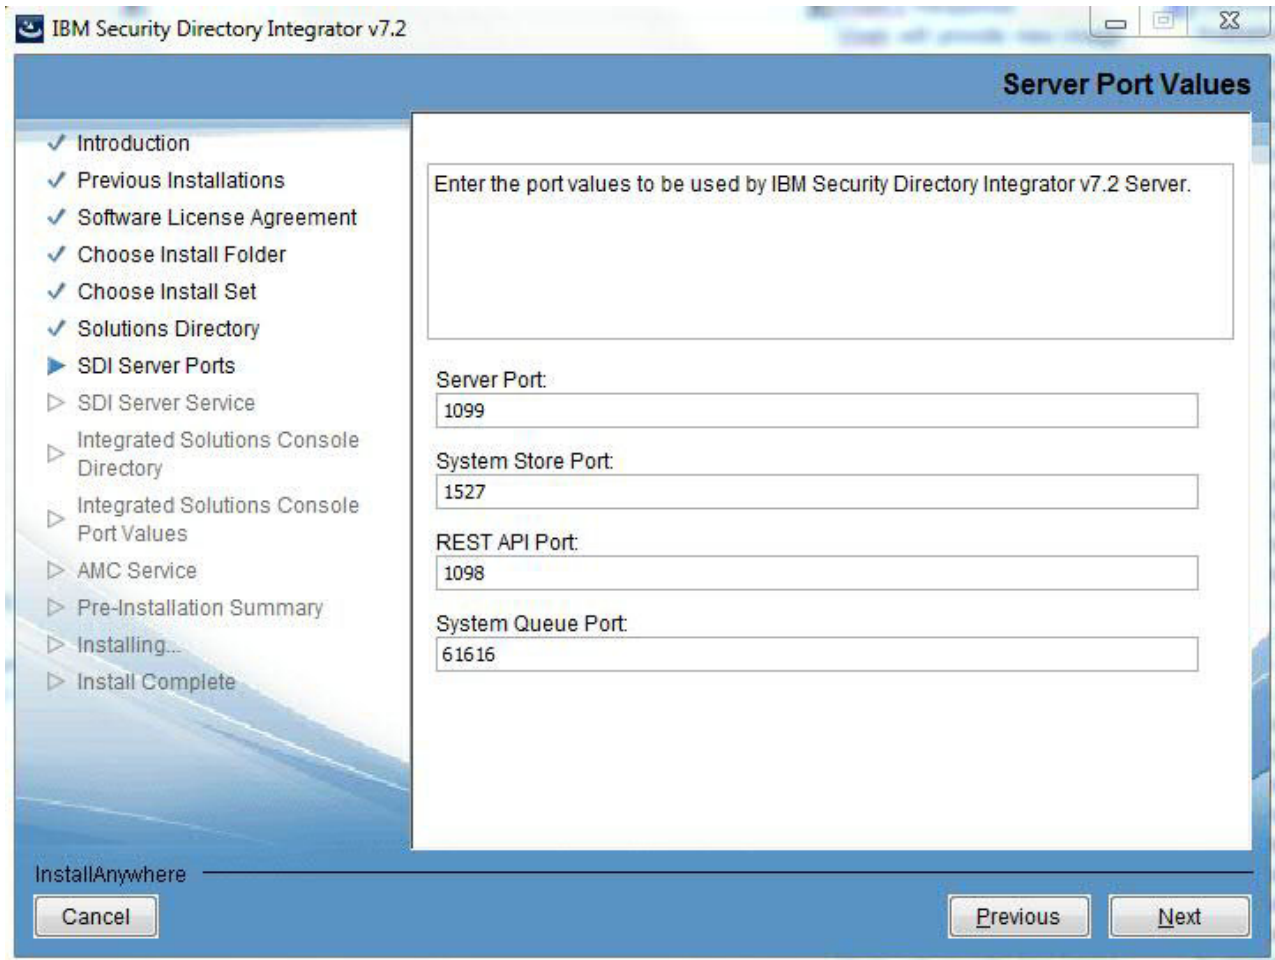 IBM Security Directory Integrator v7.2
Server Port Values
Introduction
Previous Installations
Software License Agreement
Choose Install Folder
Choose Install Set
Solutions Directory
SDI Server Ports
SDI Server Service
Integrated Solutions Console
Directory
Integrated Solutions Console
Port Values
AMC Service
Pre-Installation Summary
Installing...
Install Complete
Enter the port values to be used by IBM Security Directory Integrator v7.2 Server.
Server Port:
1099
System Store Port:
1527
REST API Port:
1098
System Queue Port:
61616
InstallAnywhere
Cancel
Previous
Next